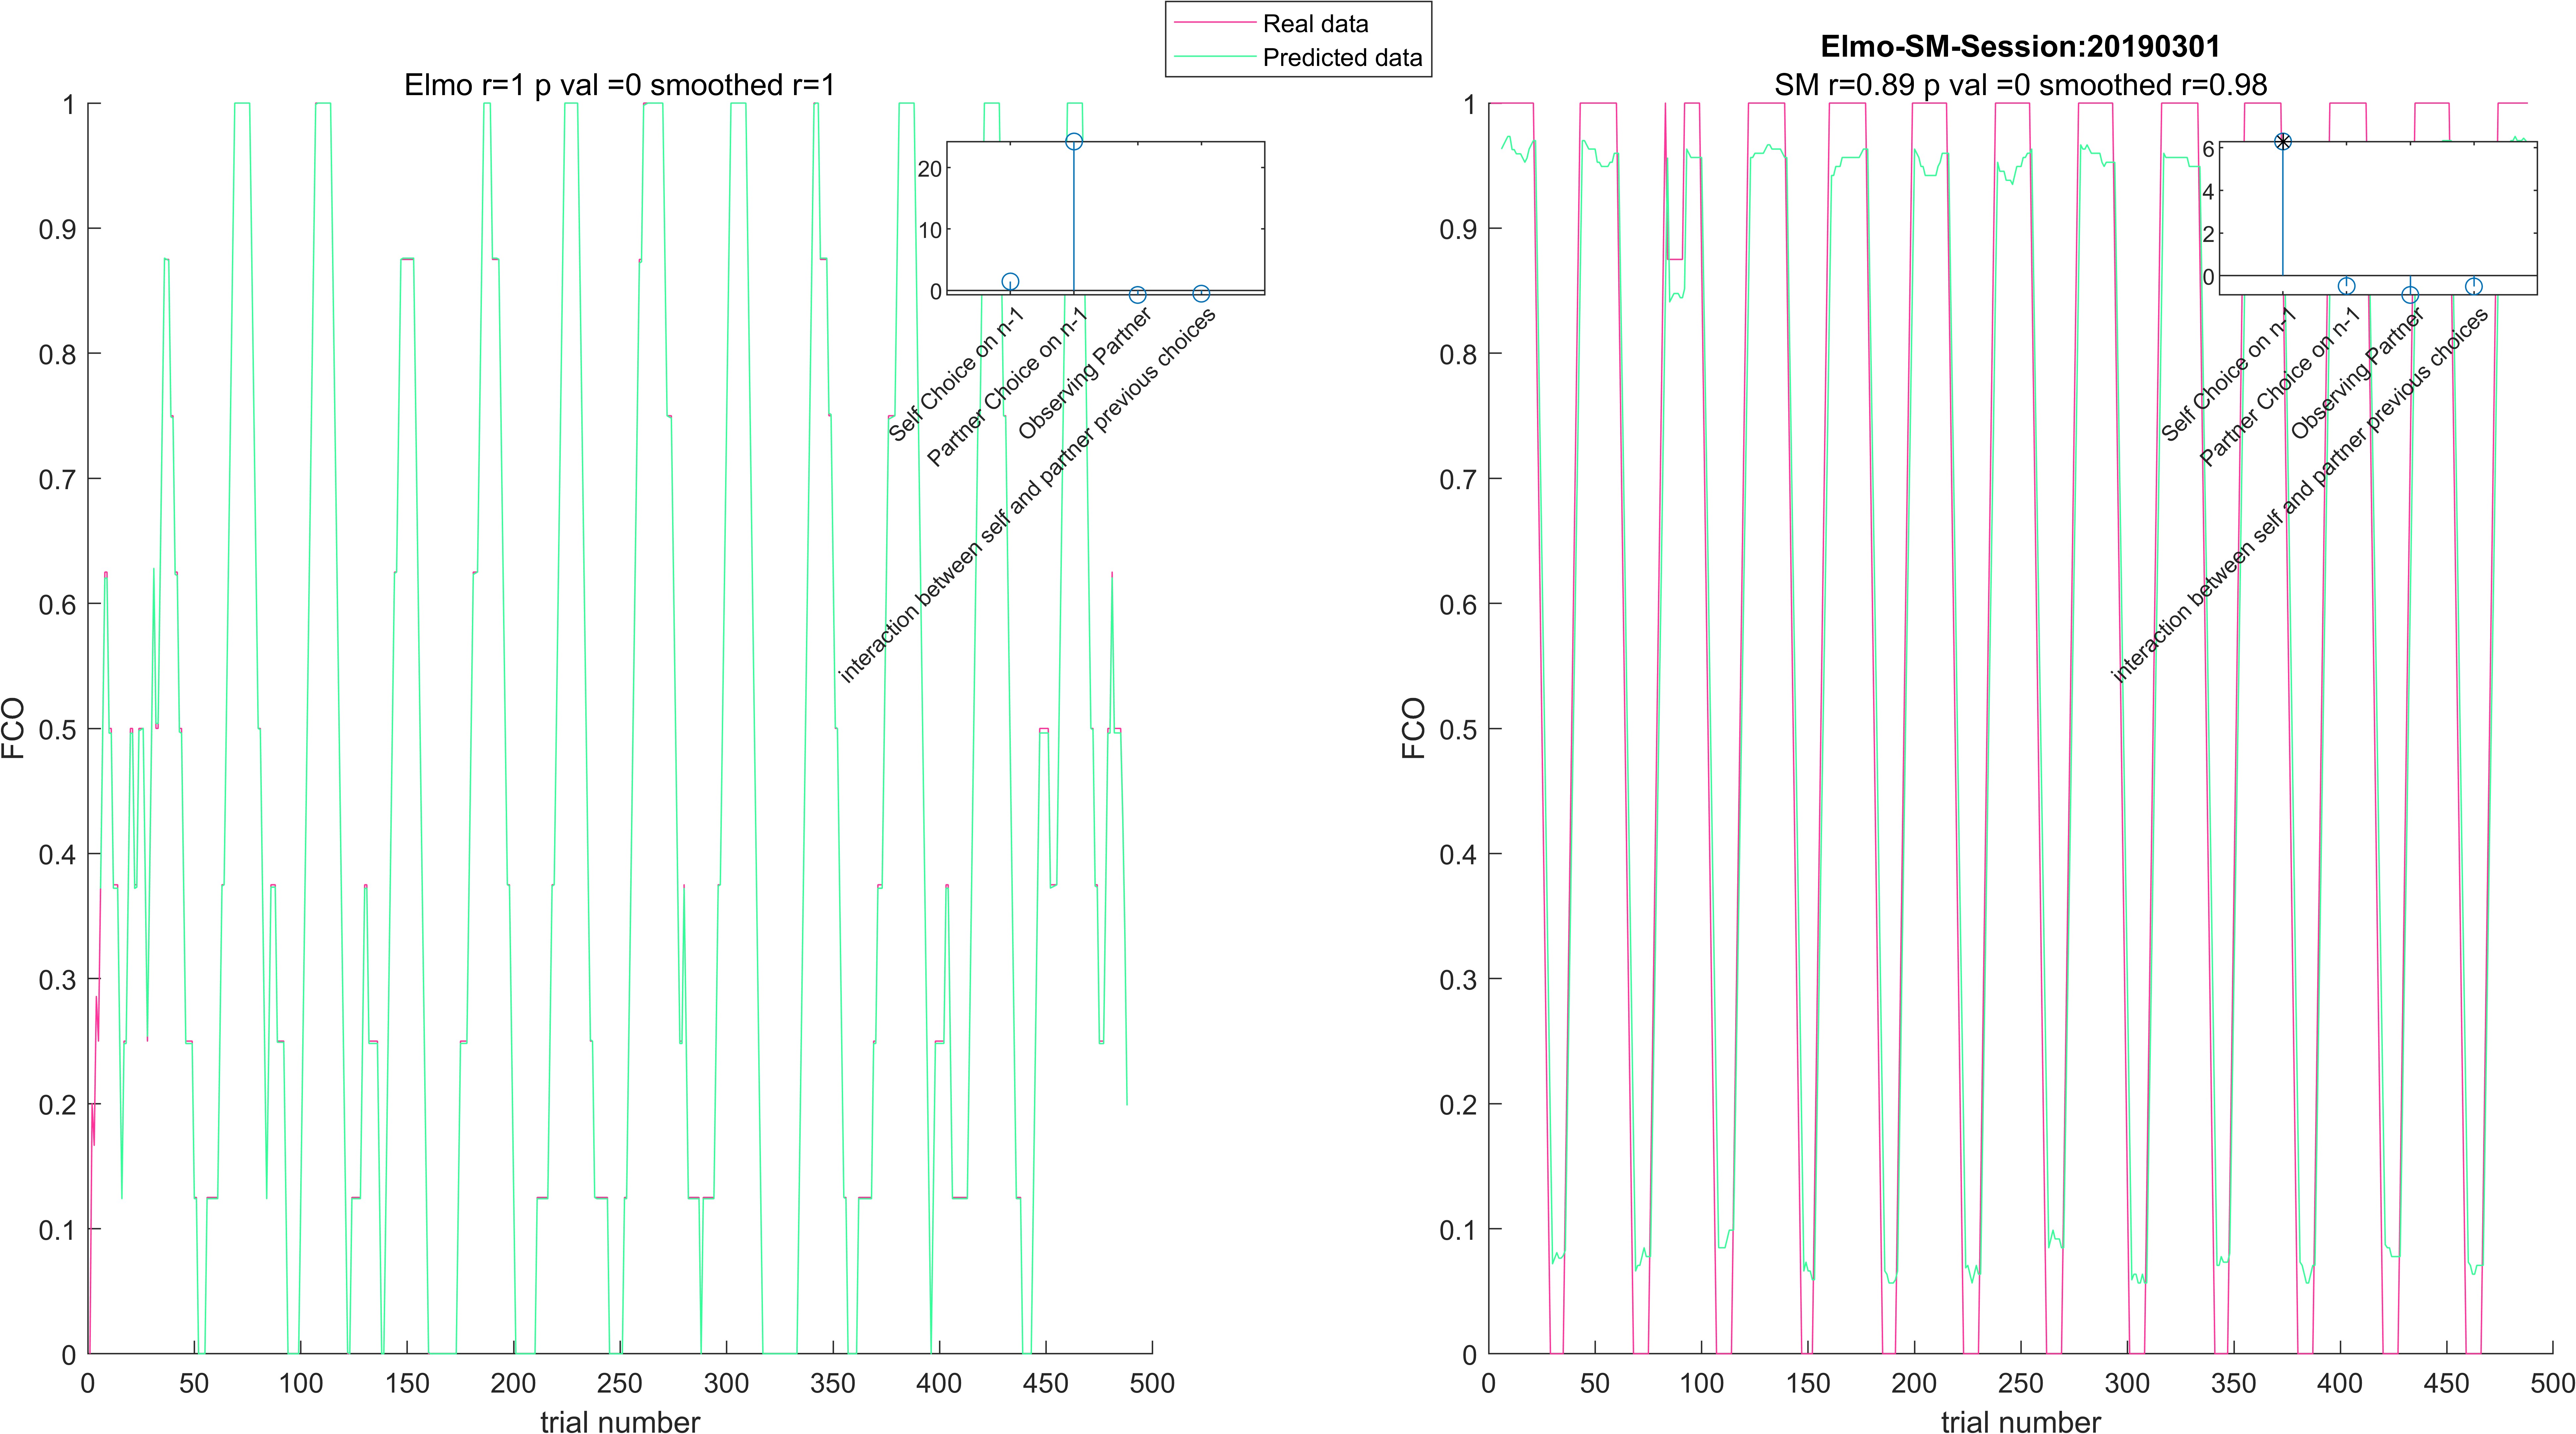 Real data
Predicted data
Elmo-SM-Session:20190301
Elmo r=1 p val =0 smoothed r=1
SM r=0.89 p val =0 smoothed r=0.98
FCO
1
0.9
0.8
0.7
0.6
0.5
0.4
0.3
0.2
0.1
0
0 50 100 150 200 250 300 350 400 450 500
trial number
20
10
0
Self Choice on n-1
Partner Choice on n-1
Observing Partner
interaction between self and partner previous choices
FCO
1
0.9
0.8
0.7
0.6
0.5
0.4
0.3
0.2
0.1
0
0 50 100 150 200 250 300 350 400 450 500
trial number
6
4
2
0
Self Choice on n-1
Partner Choice on n-1
Observing Partner
interaction between self and partner previous choices